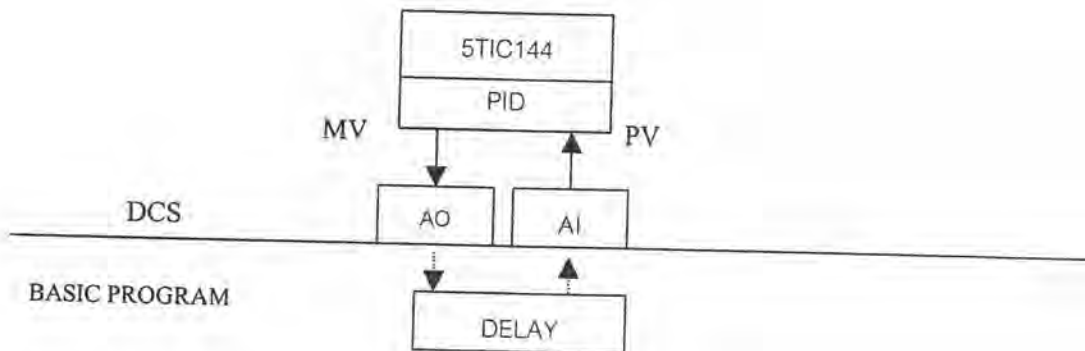 5TIC144
PID
MV
PV
AO
AI
DCS
BASIC PROGRAM
DELAY